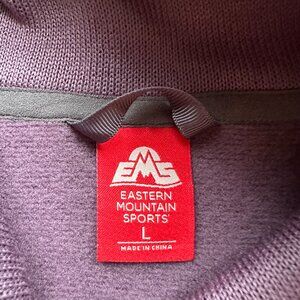 EMS
EASTERN
MOUNTAIN
SPORTS
L
MADE IN CHINA